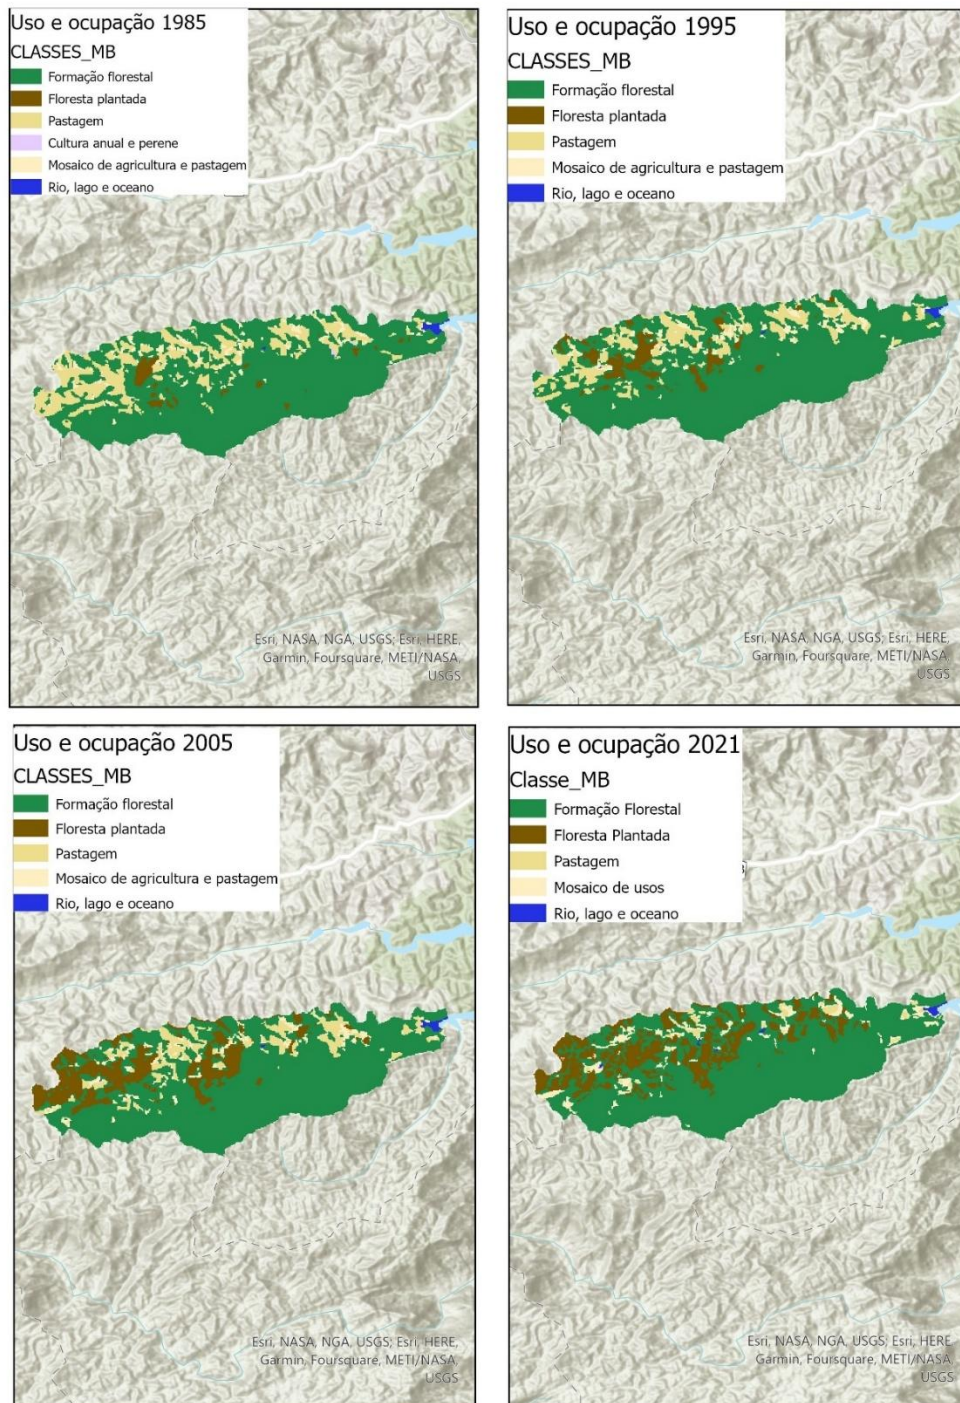 Uso e ocupação 1985
CLASSES_MB
Formação florestal
Floresta plantada
Pastagem
Cultura anual e perene
Mosaico de agricultura e pastagem
Rio, lago e oceano
Esri, NASA, NGA, USGS; Esri, HERE,
Garmin, Foursquare, METI/NASA,
USGS
Uso e ocupação 1995
CLASSES_MB
Formação florestal
Floresta plantada
Pastagem
Mosaico de agricultura e pastagem
Rio, lago e oceano
Esri, NASA, NGA, USGS; Esri, HERE,
Garmin, Foursquare, METI/NASA,
USGS
Uso e ocupação 2005
CLASSES_MB
Formação florestal
Floresta plantada
Pastagem
Mosaico de agricultura e pastagem
Rio, lago e oceano
Esri, NASA, NGA, USGS; Esri, HERE,
Garmin, Foursquare, METI/NASA,
USGS
Uso e ocupação 2021
Classe_MB
Formação Florestal
Floresta Plantada
Pastagem
Mosaico de usos
Rio, lago e oceano
Esri, NASA, NGA, USGS; Esri, HERE,
Garmin, Foursquare, METI/NASA,
USGS